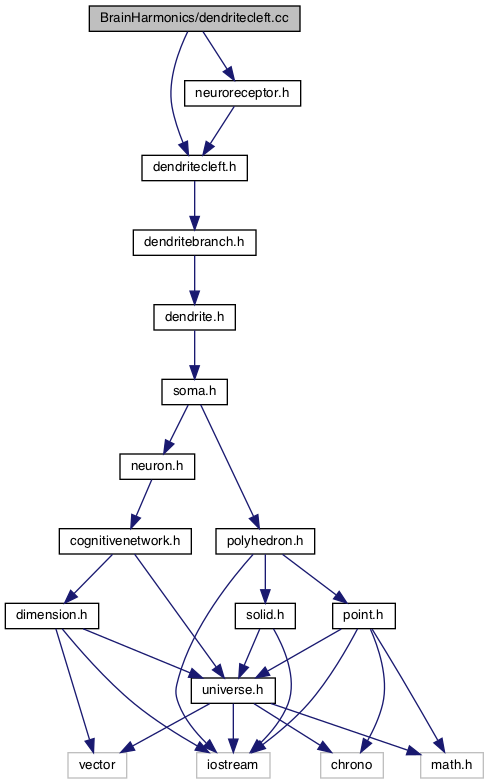 BrainHarmonics/dendritecleft.cc
neuroreceptor.h
dendritecleft.h
dendritebranch.h
dendrite.h
soma.h
neuron.h
cognitivenetwork.h
polyhedron.h
dimension.h
solid.h
point.h
universe.h
vector
iostream
chrono
math.h